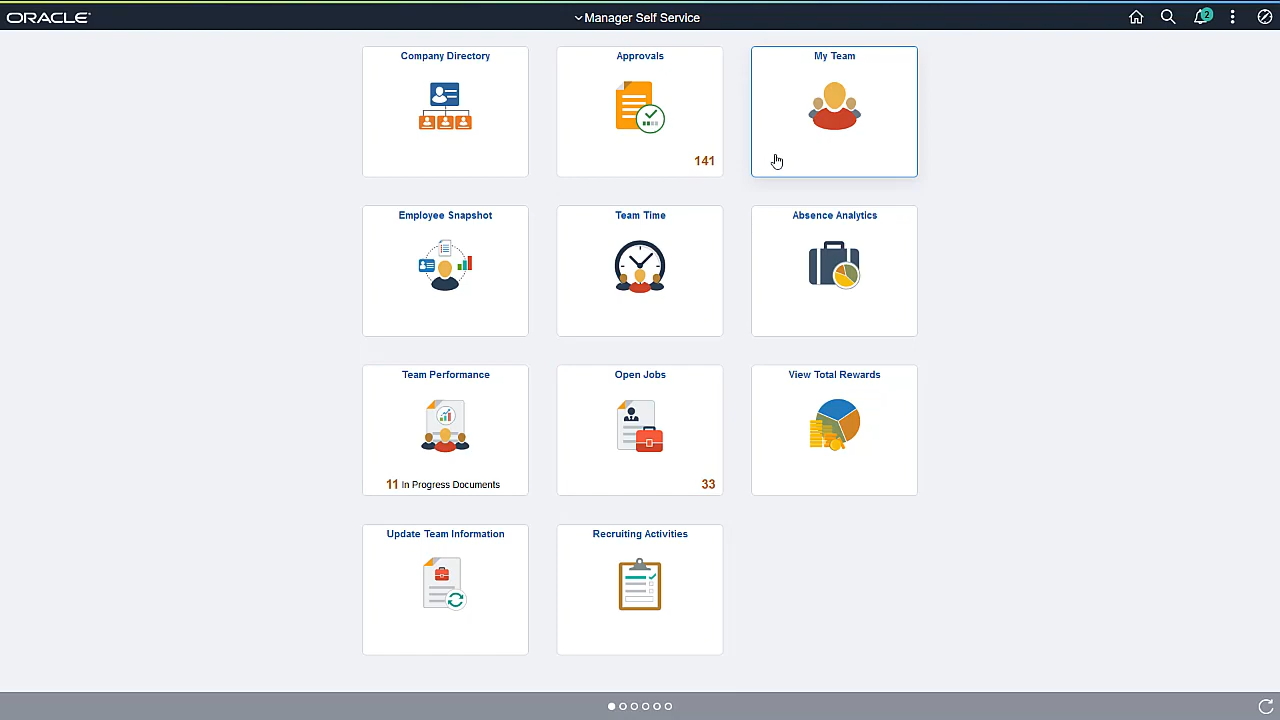 ORACLE
Manager Self Service
2
Company Directory
Approvals
141
My Team
Employee Snapshot
Team Time
Absence Analytics
Team Performance
11 In Progress Documents
Open Jobs
33
View Total Rewards
Update Team Information
Recruiting Activities